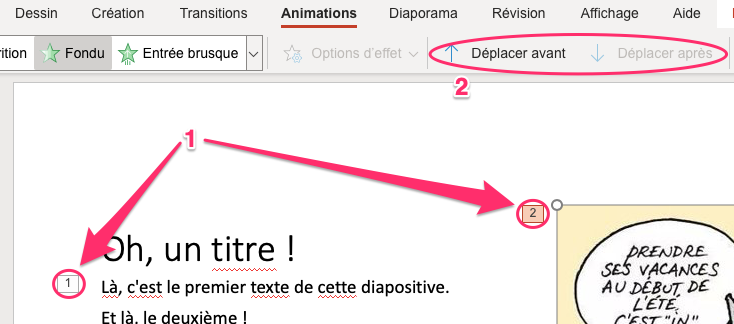 Dessin Création Transitions Animations Diaporama Révision Affichage Aide
rition Fondu Entrée brusque Options d'effet Déplacer avant Déplacer après
2
1
2
Oh, un titre !
1
Là, c'est le premier texte de cette diapositive.
Et là, le deuxième !
PRENDRE
SES VACANCES
AU DÉBUT DE
L'ÉTÉ,
C'EST "IN"